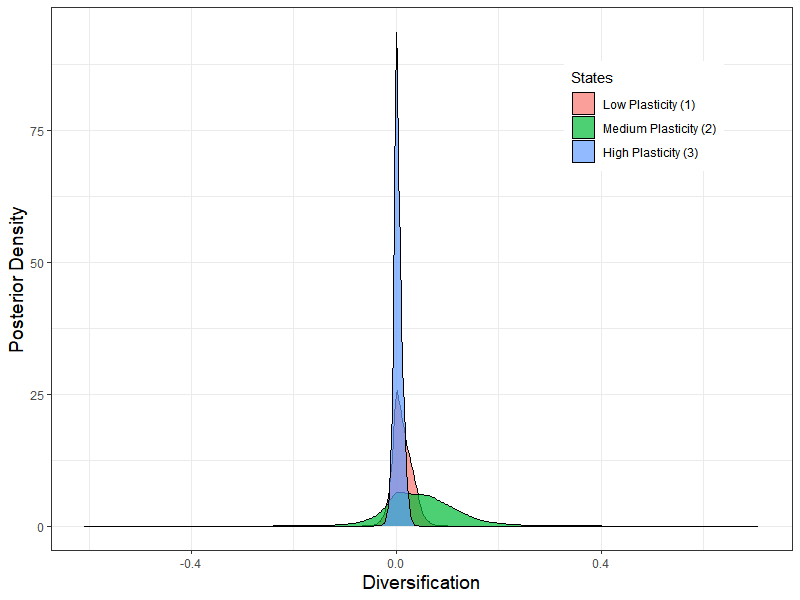 States
Low Plasticity (1)
Medium Plasticity (2)
High Plasticity (3)
Posterior Density
75
50
25
0
-0.4
0.0
0.4
Diversification